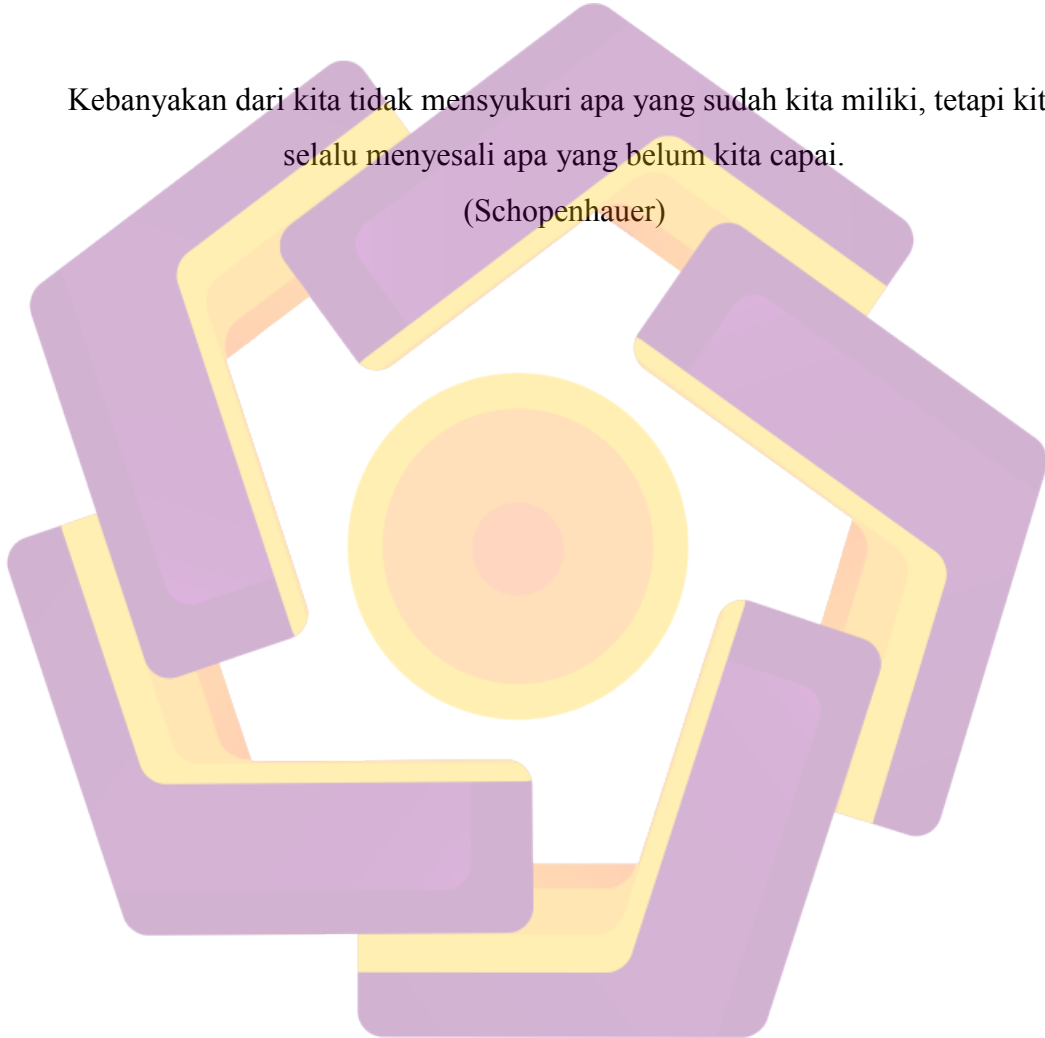 Kebanyakan dari kita tidak mensyukuri apa yang sudah kita miliki, tetapi kit
selalu menyesali apa yang belum kita capai.
(Schopenhauer)